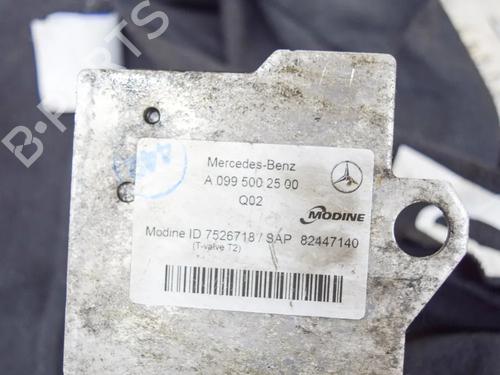 Mercedes-Benz
A 099 500 25 00
Q02
MODINE
Modine ID 7526718 / SAP 82447140
(T-valve T2)
B-PARTS